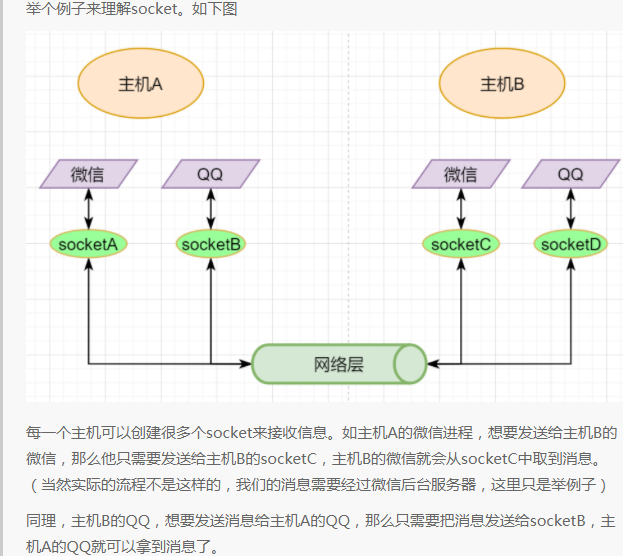 举个例子来理解socket。如下图
主机A
主机B
微信
QQ
微信
QQ
socketA
socketB
socketC
socketD
网络层
每一个主机可以创建很多个socket来接收信息。如主机A的微信进程，想要发送给主机B的
微信，那么他只需要发送给主机B的socketC，主机B的微信就会从socketC中取到消息。
（当然实际的流程不是这样的，我们的消息需要经过微信后台服务器，这里只是举例子）
同理，主机B的QQ，想要发送消息给主机A的QQ，那么只需要把消息发送给socketB，主
机A的QQ就可以拿到消息了。